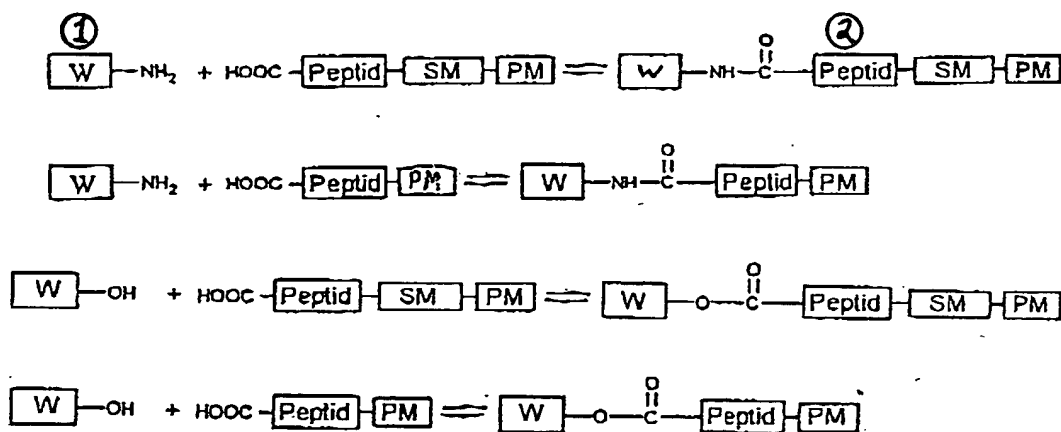 ① ②
O
W -NH₂ + HOOC- Peptid - SM - PM = W -NH-C- Peptid - SM - PM
O
W -NH₂ + HOOC- Peptid - PM = W -NH-C- Peptid - PM
O
W -OH + HOOC- Peptid - SM - PM = W -O-C- Peptid - SM - PM
O
W -OH + HOOC- Peptid - PM = W -O-C- Peptid - PM